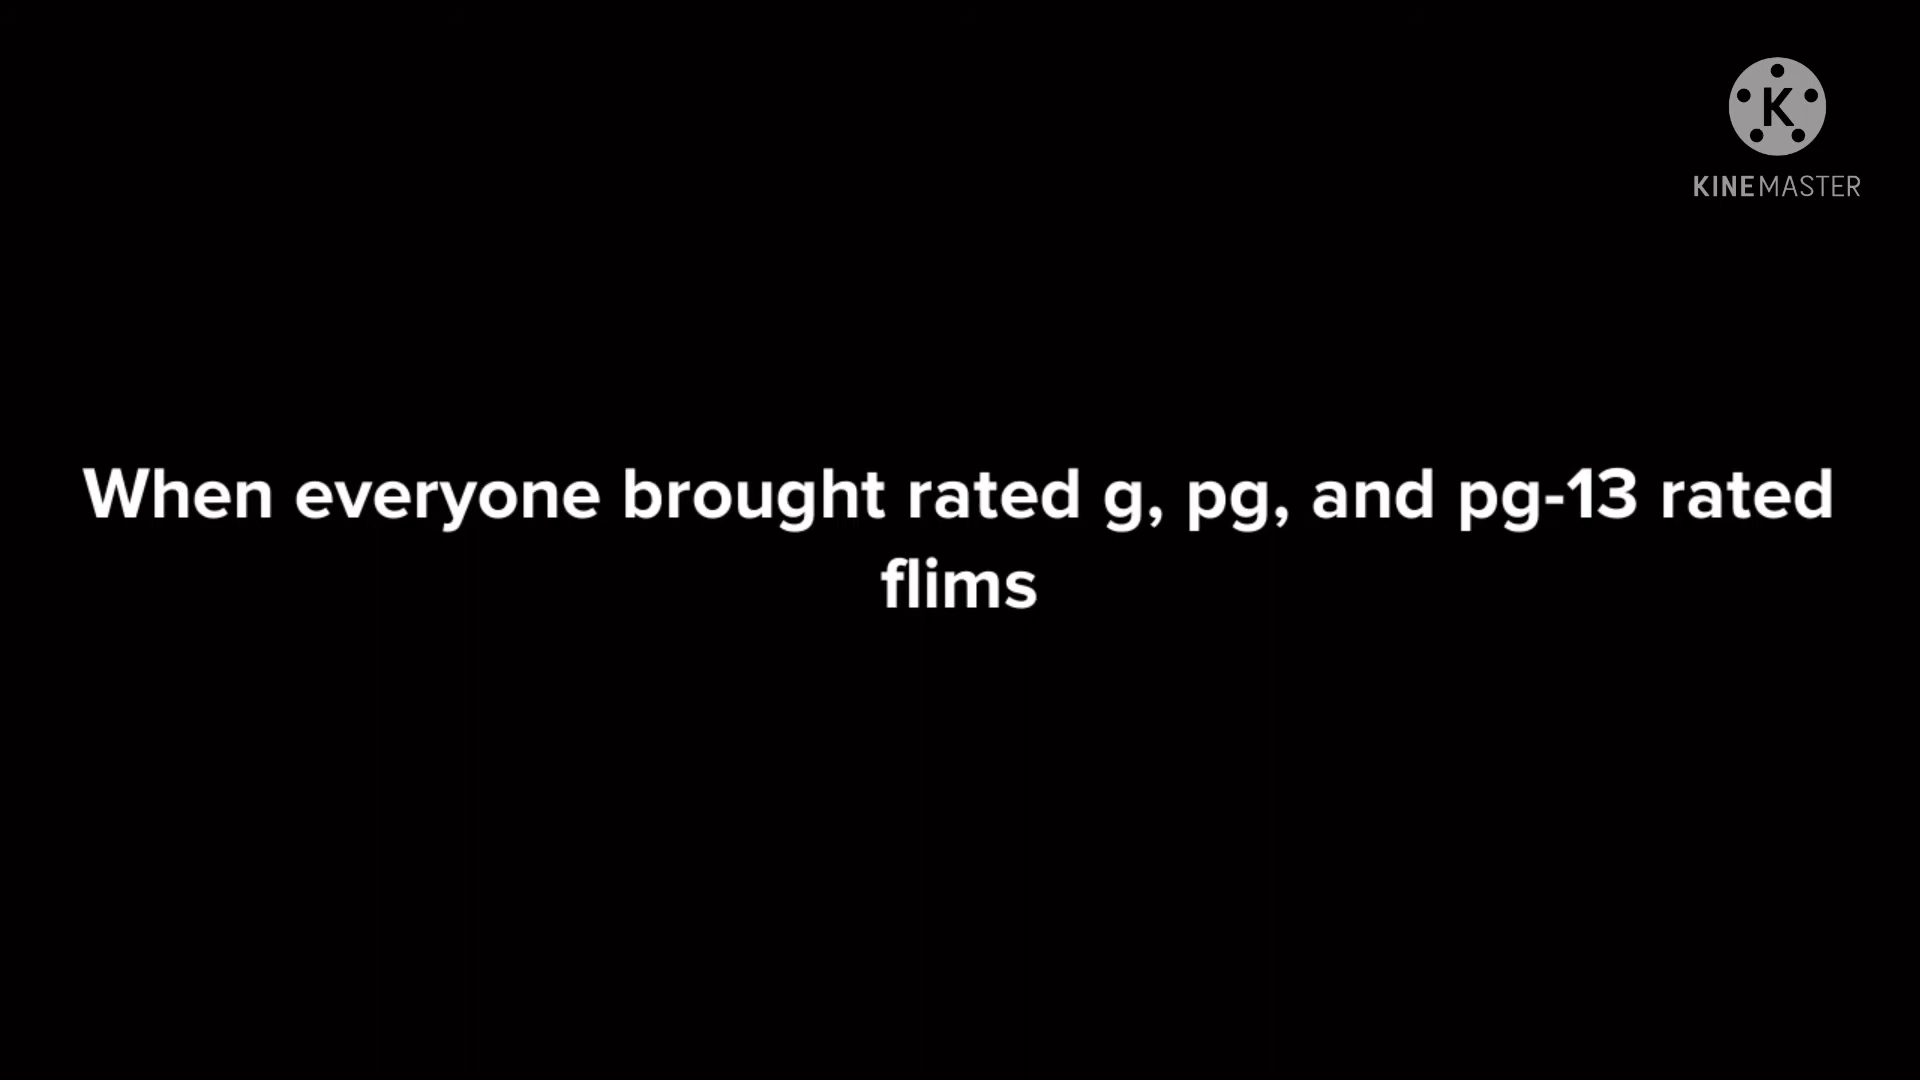 K
KINEMASTER
When everyone brought rated g, pg, and pg-13 rated
flims